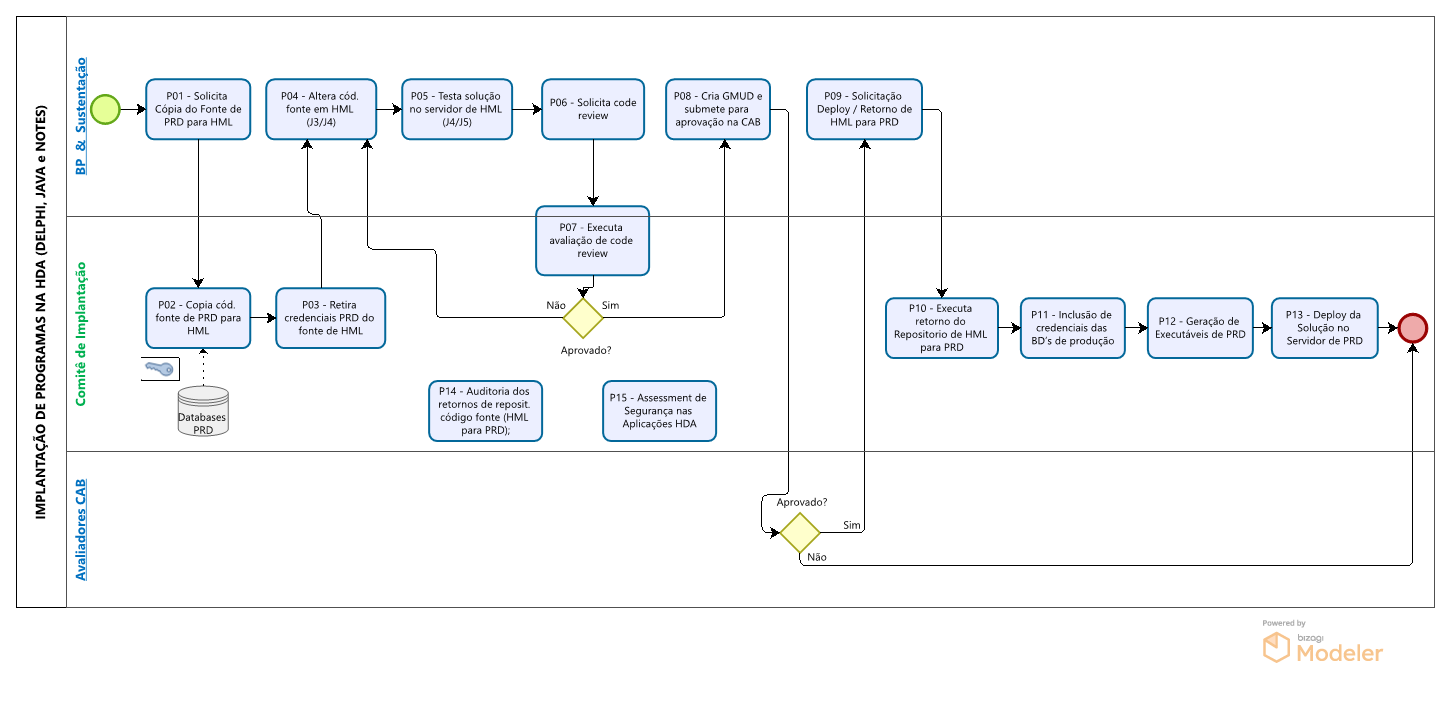 IMPLANTAÇÃO DE PROGRAMAS NA HDA (DELPHI, JAVA e NOTES)
BP & Sustentação
P01 - Solicita
Cópia do Fonte de
PRD para HML
P04 - Altera cód.
fonte em HML
(J3/J4)
P05 - Testa solução
no servidor de HML
(J4/J5)
P06 - Solicita code
review
P08 - Cria GMUD e
submete para
aprovação na CAB
P09 - Solicitação
Deploy / Retorno de
HML para PRD
Comitê de Implantação
P07 - Executa
avaliação de code
review
P02 - Copia cód.
fonte de PRD para
HML
P03 - Retira
credenciais PRD do
fonte de HML
Não
Sim
Aprovado?
P10 - Executa
retorno do
Repositorio de HML
para PRD
P11 - Inclusão de
credenciais das
BD's de produção
P12 - Geração de
Executáveis de PRD
P13 - Deploy da
Solução no
Servidor de PRD
Databases
PRD
P14 - Auditoria dos
retornos de reposit.
código fonte (HML
para PRD);
P15 - Assessment de
Segurança nas
Aplicações HDA
Avaliadores CAB
Aprovado?
Sim
Não
Powered by
bizagi
Modeler